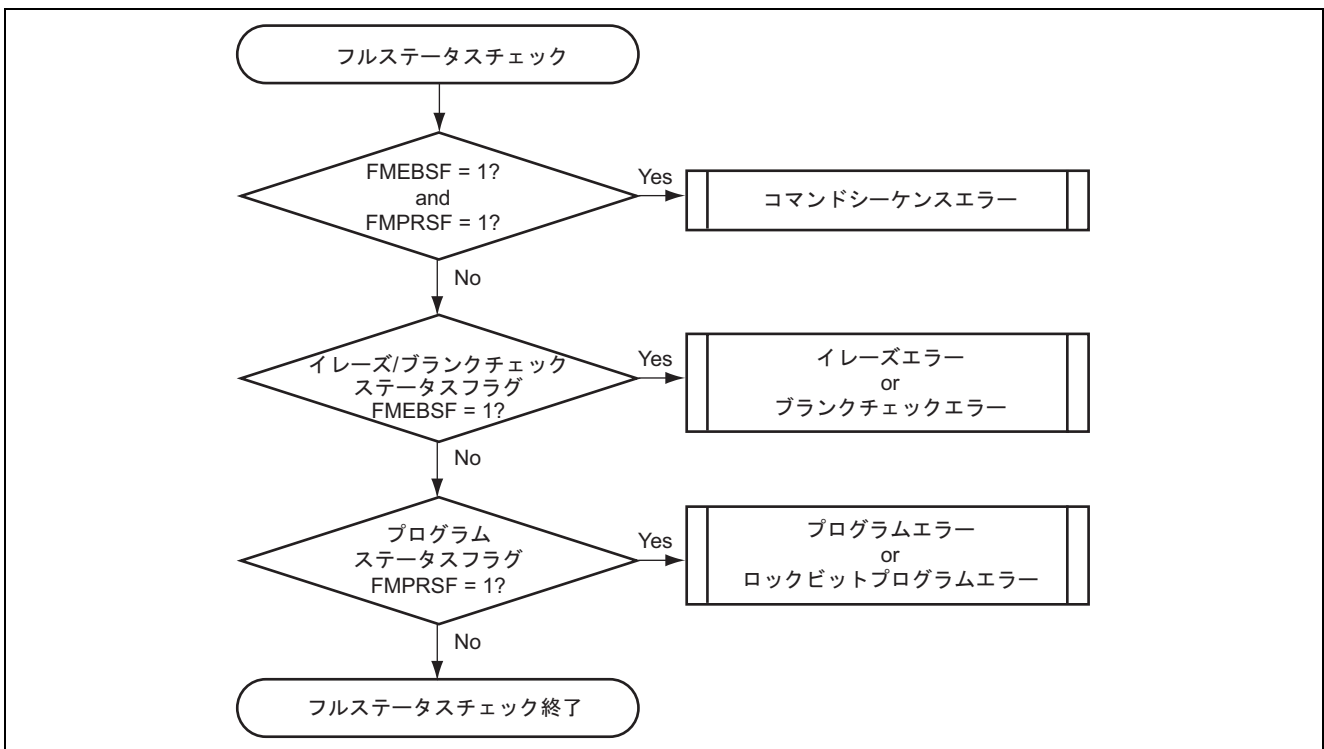 フルステータスチェック
FMEBSF = 1?
and
FMPRSF = 1?
Yes
コマンドシーケンスエラー
No
イレーズ/ブランクチェック
ステータスフラグ
FMEBSF = 1?
Yes
イレーズエラー
or
ブランクチェックエラー
No
プログラム
ステータスフラグ
FMPRSF = 1?
Yes
プログラムエラー
or
ロックビットプログラムエラー
No
フルステータスチェック終了